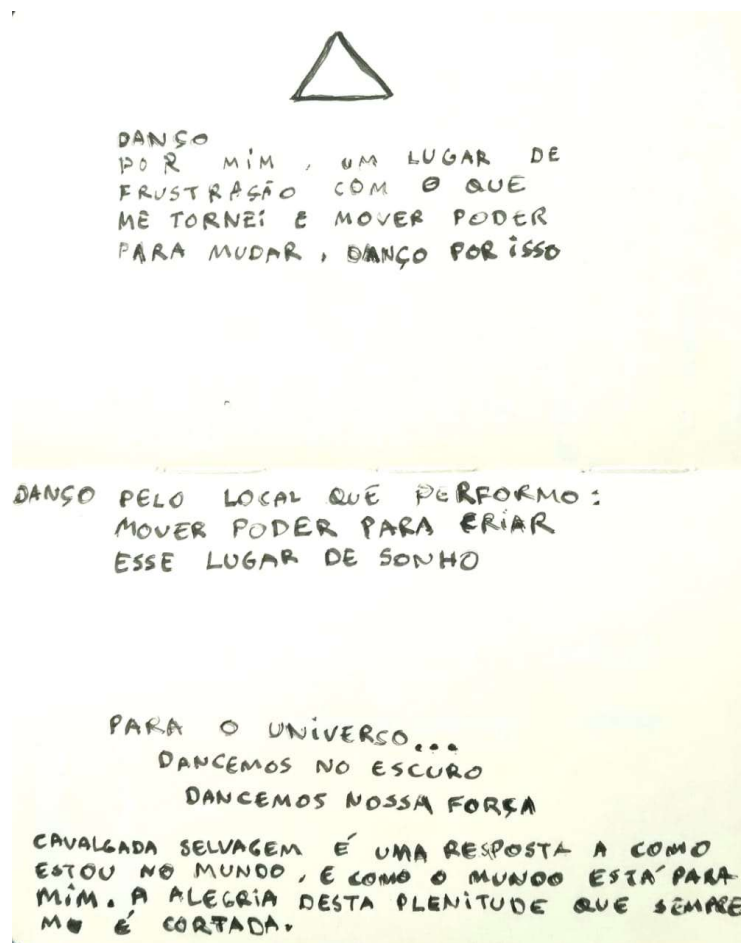 DANÇO
POR MIM, UM LUGAR DE
FRUSTRAÇÃO COM O QUE
ME TORNEI E MOVER PODER
PARA MUDAR, DANÇO POR ISSO
DANÇO PELO LOCAL QUE PERFORMO:
MOVER PODER PARA CRIAR
ESSE LUGAR DE SONHO
PARA O UNIVERSO...
DANCEMOS NO ESCURO
DANCEMOS NOSSA FORÇA
CAVALGADA SELVAGEM É UMA RESPOSTA A COMO
ESTOU NO MUNDO, E COMO O MUNDO ESTÁ PARA
MIM. A ALEGRIA DESTA PLENITUDE QUE SEMPRE
ME É CORTADA.